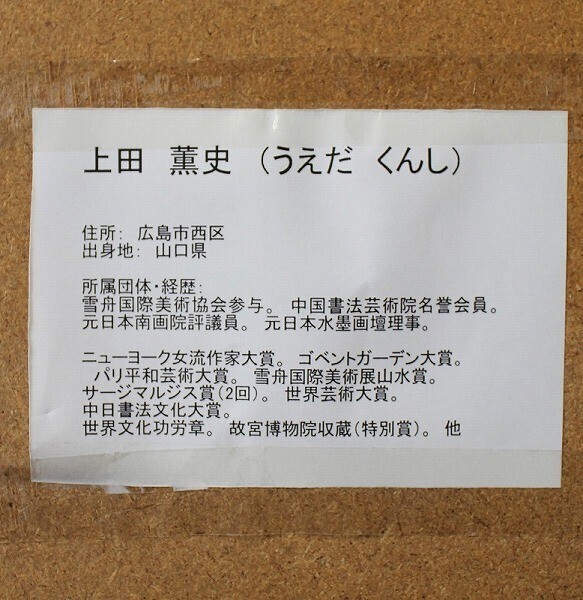 上田　薫史　（うえだ　くんし）
住所：　広島市西区
出身地：　山口県
所属団体・経歴：
雪舟国際美術協会参与。　中国書法芸術院名誉会員。
元日本南画院評議員。　元日本水墨画壇理事。
ニューヨーク女流作家大賞。　ゴベントガーデン大賞。
パリ平和芸術大賞。　雪舟国際美術展山水賞。
サージマルジス賞（2回）。　世界芸術大賞。
中日書法文化大賞。
世界文化功労章。　故宮博物院収蔵（特別賞）。　他